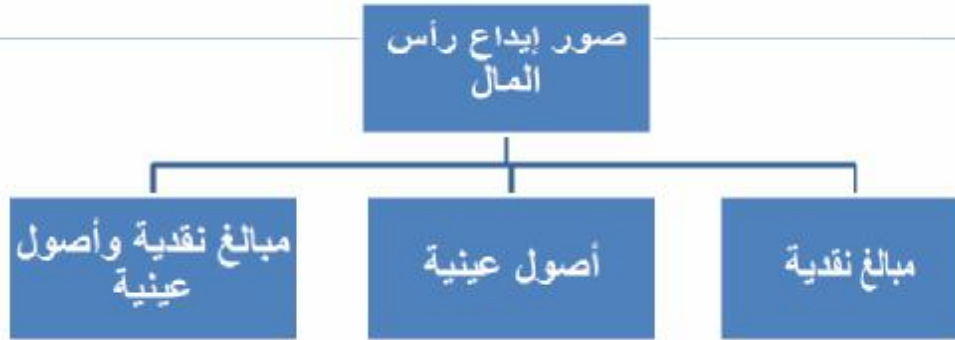 صور إيداع رأس
المال
مبالغ نقدية
أصول عينية
مبالغ نقدية وأصول
عينية